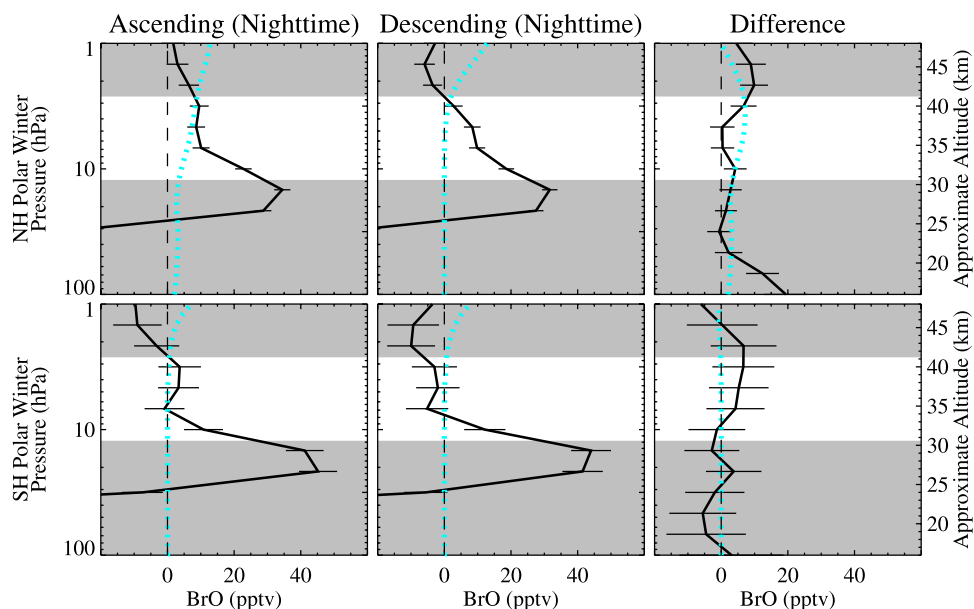 Ascending (Nighttime)
Descending (Nighttime)
Difference
NH Polar Winter
Pressure (hPa)
1
10
100
45
40
35
30
25
20
Approximate Altitude (km)
SH Polar Winter
Pressure (hPa)
1
10
100
45
40
35
30
25
20
Approximate Altitude (km)
0 20 40
0 20 40
0 20 40
BrO (pptv)
BrO (pptv)
BrO (pptv)